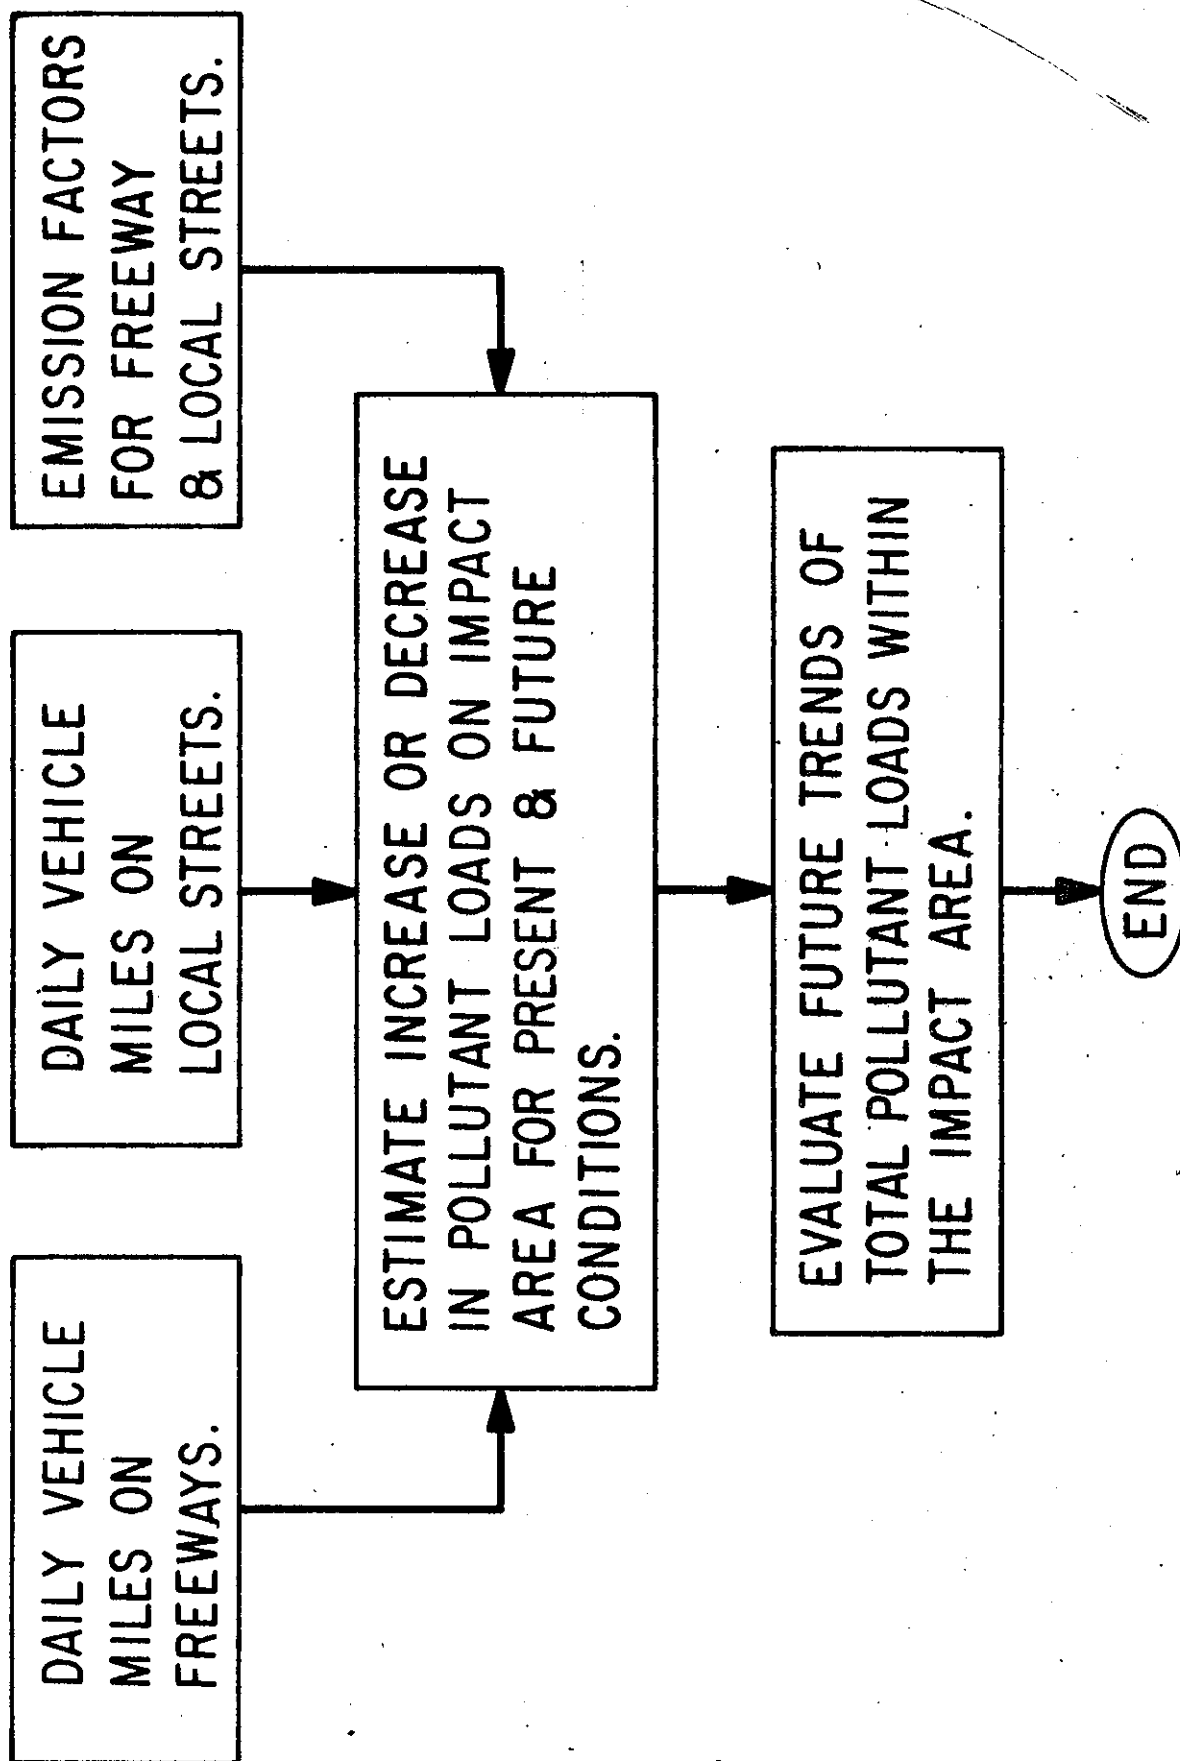 DAILY VEHICLE
MILES ON
FREEWAYS.
DAILY VEHICLE
MILES ON
LOCAL STREETS.
EMISSION FACTORS
FOR FREEWAY
& LOCAL STREETS.
ESTIMATE INCREASE OR DECREASE
IN POLLUTANT LOADS ON IMPACT
AREA FOR PRESENT & FUTURE
CONDITIONS.
EVALUATE FUTURE TRENDS OF
TOTAL POLLUTANT LOADS WITHIN
THE IMPACT AREA.
END